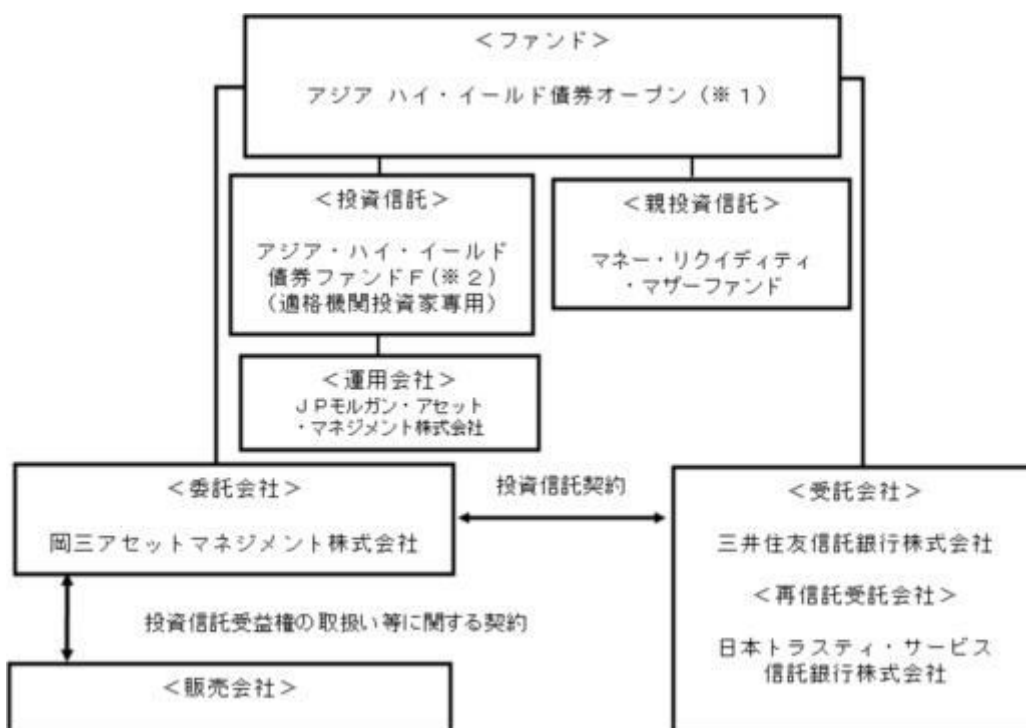 ＜ファンド＞
アジア ハイ・イールド債券オープン（※１）
＜投資信託＞
アジア・ハイ・イールド
債券ファンドＦ（※２）
（適格機関投資家専用）
＜親投資信託＞
マネー・リクイディティ
・マザーファンド
＜運用会社＞
ＪＰモルガン・アセット
・マネジメント株式会社
＜委託会社＞
岡三アセットマネジメント株式会社
投資信託契約
＜受託会社＞
三井住友信託銀行株式会社
＜再信託受託会社＞
日本トラスティ・サービス
信託銀行株式会社
投資信託受益権の取扱い等に関する契約
＜販売会社＞